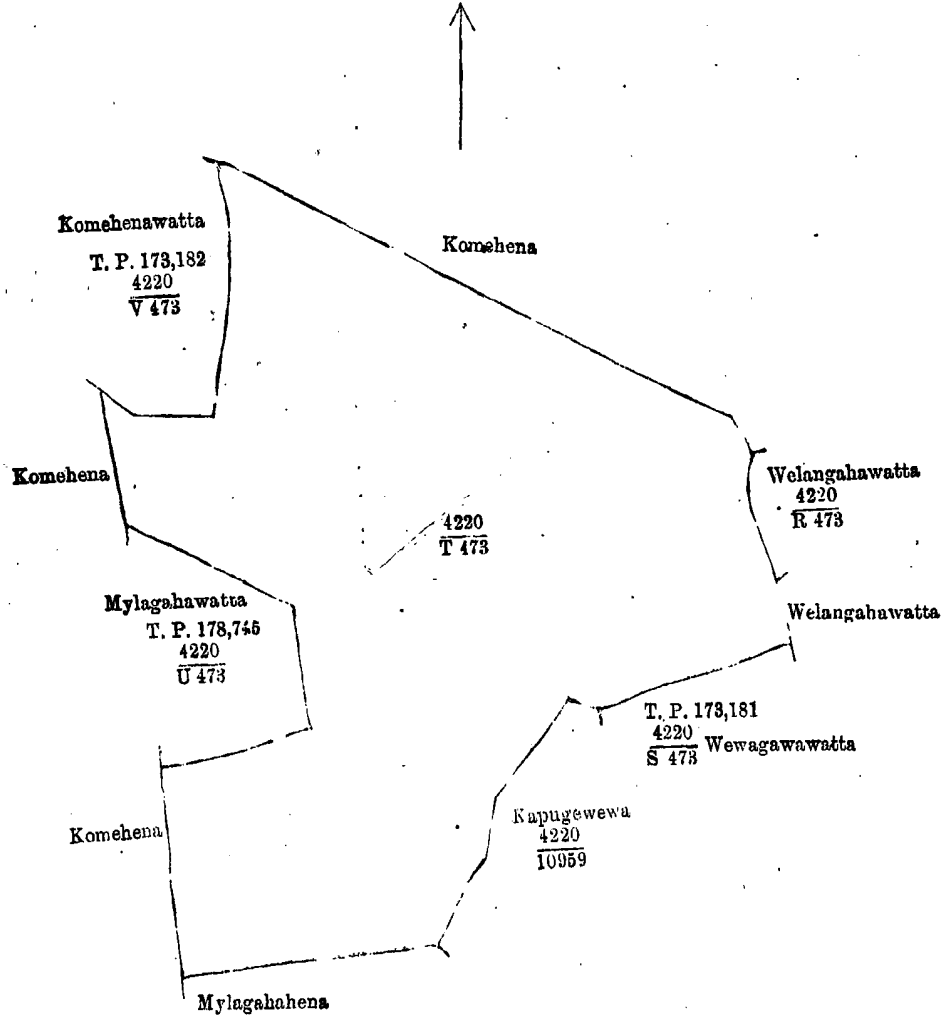 Komehenawatta
T. P. 173,182
4220
V 473
Komehena
Komehena
Welangahawatta
4220
R 473
4220
T 473
Mylagahawatta
T. P. 178,745
4220
U 473
Welangahawatta
T. P. 173,181
4220
S 473 Wewagawawatta
Kapugewewa
4220
10959
Komehena
Mylagahahena